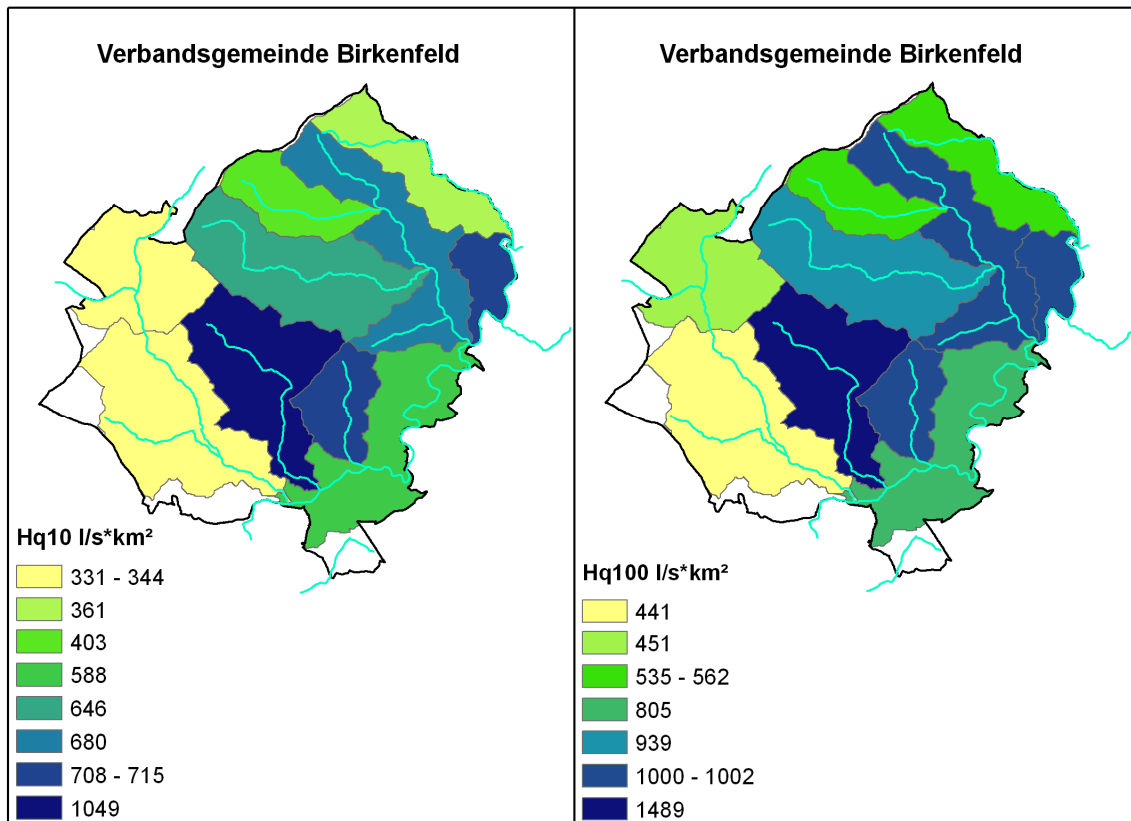 Verbandsgemeinde Birkenfeld
Hq10 l/s*km²
331 - 344
361
403
588
646
680
708 - 715
1049
Verbandsgemeinde Birkenfeld
Hq100 l/s*km²
441
451
535 - 562
805
939
1000 - 1002
1489